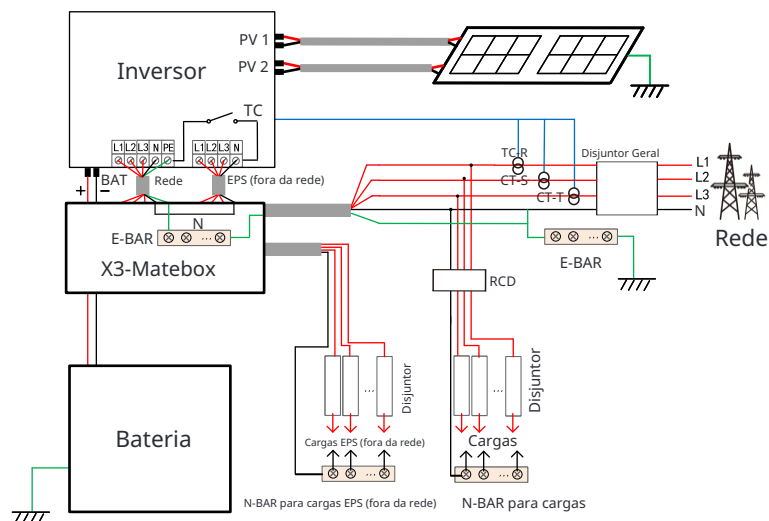 PV 1
Inversor
PV 2
TC
L1 L2 L3 N PE
L1 L2 L3 N
TC-R
Disjuntor Geral
L1
CT-S
L2
CT-T
L3
N
Rede
BAT
Rede
EPS (fora da rede)
+
−
N
E-BAR
...
X3-Matebox
...
E-BAR
RCD
Disjuntor
...
Disjuntor
...
Bateria
Cargas EPS (fora da rede)
Cargas
...
...
N-BAR para cargas EPS (fora da rede)
N-BAR para cargas